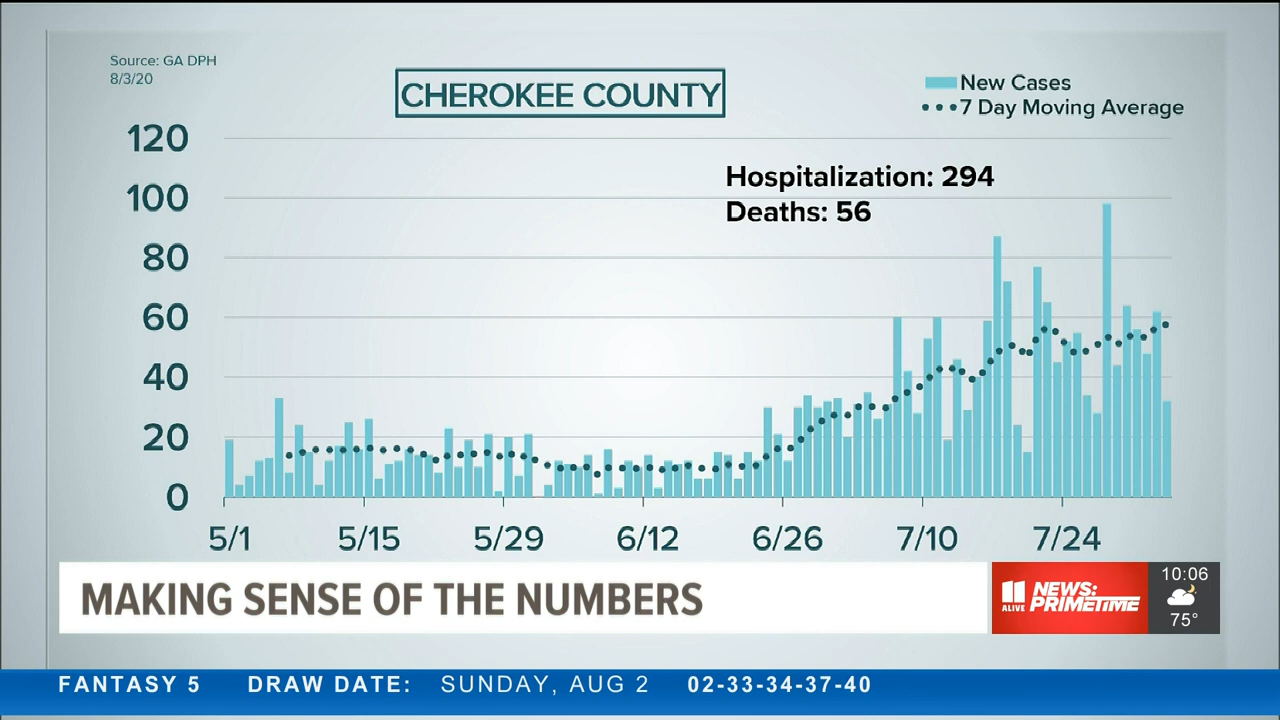 Source: GA DPH
8/3/20
CHEROKEE COUNTY
New Cases
7 Day Moving Average
Hospitalization: 294
Deaths: 56
120
100
80
60
40
20
0
5/1 5/15 5/29 6/12 6/26 7/10 7/24
MAKING SENSE OF THE NUMBERS
11 ALIVE
NEWS:
PRIMETIME
10:06
75°
FANTASY 5 DRAW DATE: SUNDAY, AUG 2 02-33-34-37-40